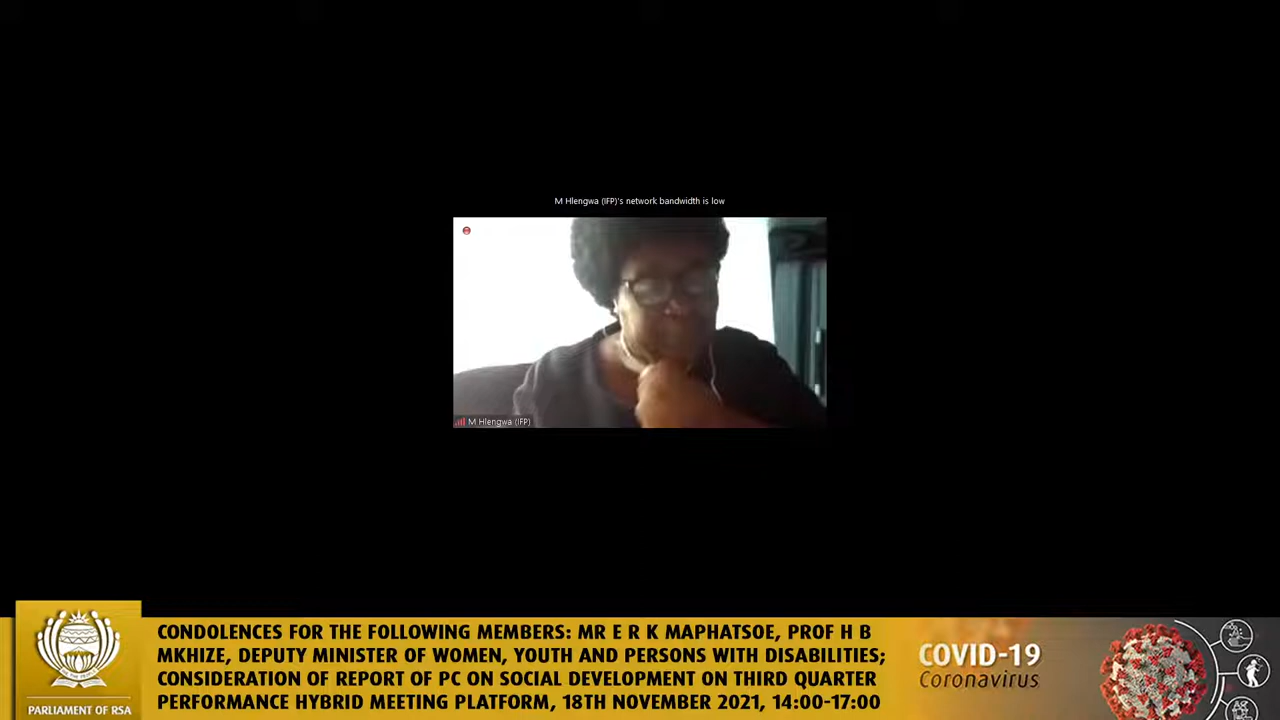 M Hlengwa (IFP)'s network bandwidth is low
M Hlengwa (IFP)
CONDOLENCES FOR THE FOLLOWING MEMBERS: MR E R K MAPHATSOE, PROF H B
MKHIZE, DEPUTY MINISTER OF WOMEN, YOUTH AND PERSONS WITH DISABILITIES;
CONSIDERATION OF REPORT OF PC ON SOCIAL DEVELOPMENT ON THIRD QUARTER
PERFORMANCE HYBRID MEETING PLATFORM, 18TH NOVEMBER 2021, 14:00-17:00
PARLIAMENT OF RSA
COVID-19
Coronavirus